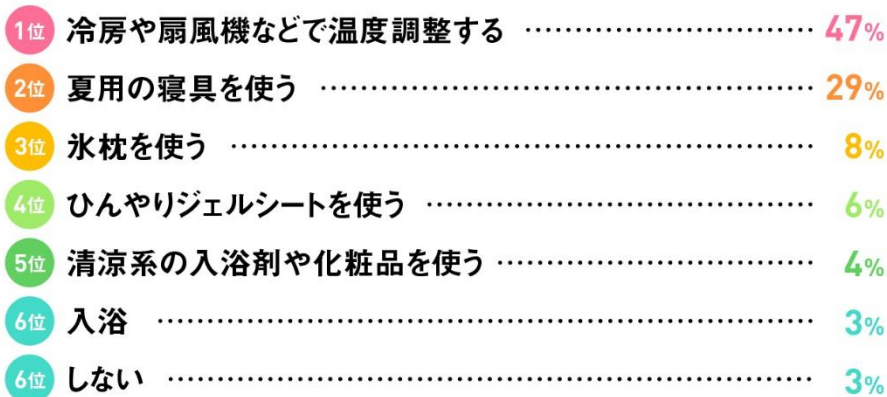 1位 冷房や扇風機などで温度調整する ································ 47%
2位 夏用の寝具を使う ······················································ 29%
3位 氷枕を使う ································································ 8%
4位 ひんやりジェルシートを使う ·········································· 6%
5位 清涼系の入浴剤や化粧品を使う ··································· 4%
6位 入浴 ········································································ 3%
6位 しない ······································································· 3%